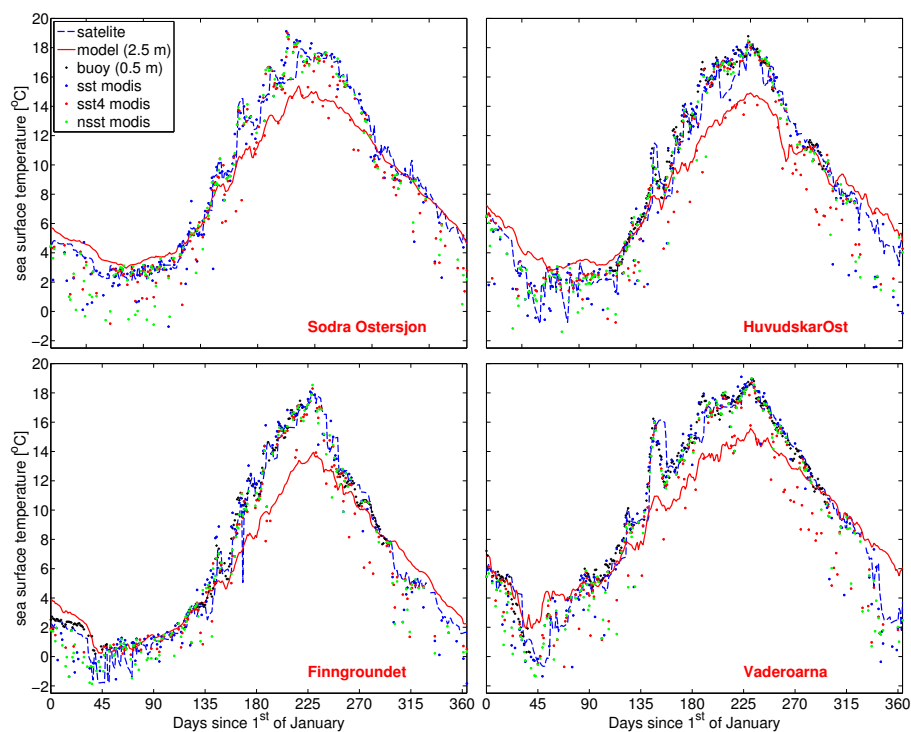 20
18
16
14
12
10
8
6
4
2
0
−2
sea surface temperature [°C]
satelite
model (2.5 m)
buoy (0.5 m)
sst modis
sst4 modis
nsst modis
Sodra Ostersjon
HuvudskarOst
20
18
16
14
12
10
8
6
4
2
0
−2
sea surface temperature [°C]
Finngroundet
Vaderoarna
0 45 90 135 180 225 270 315 360
0 45 90 135 180 225 270 315 360
Days since 1st of January
Days since 1st of January